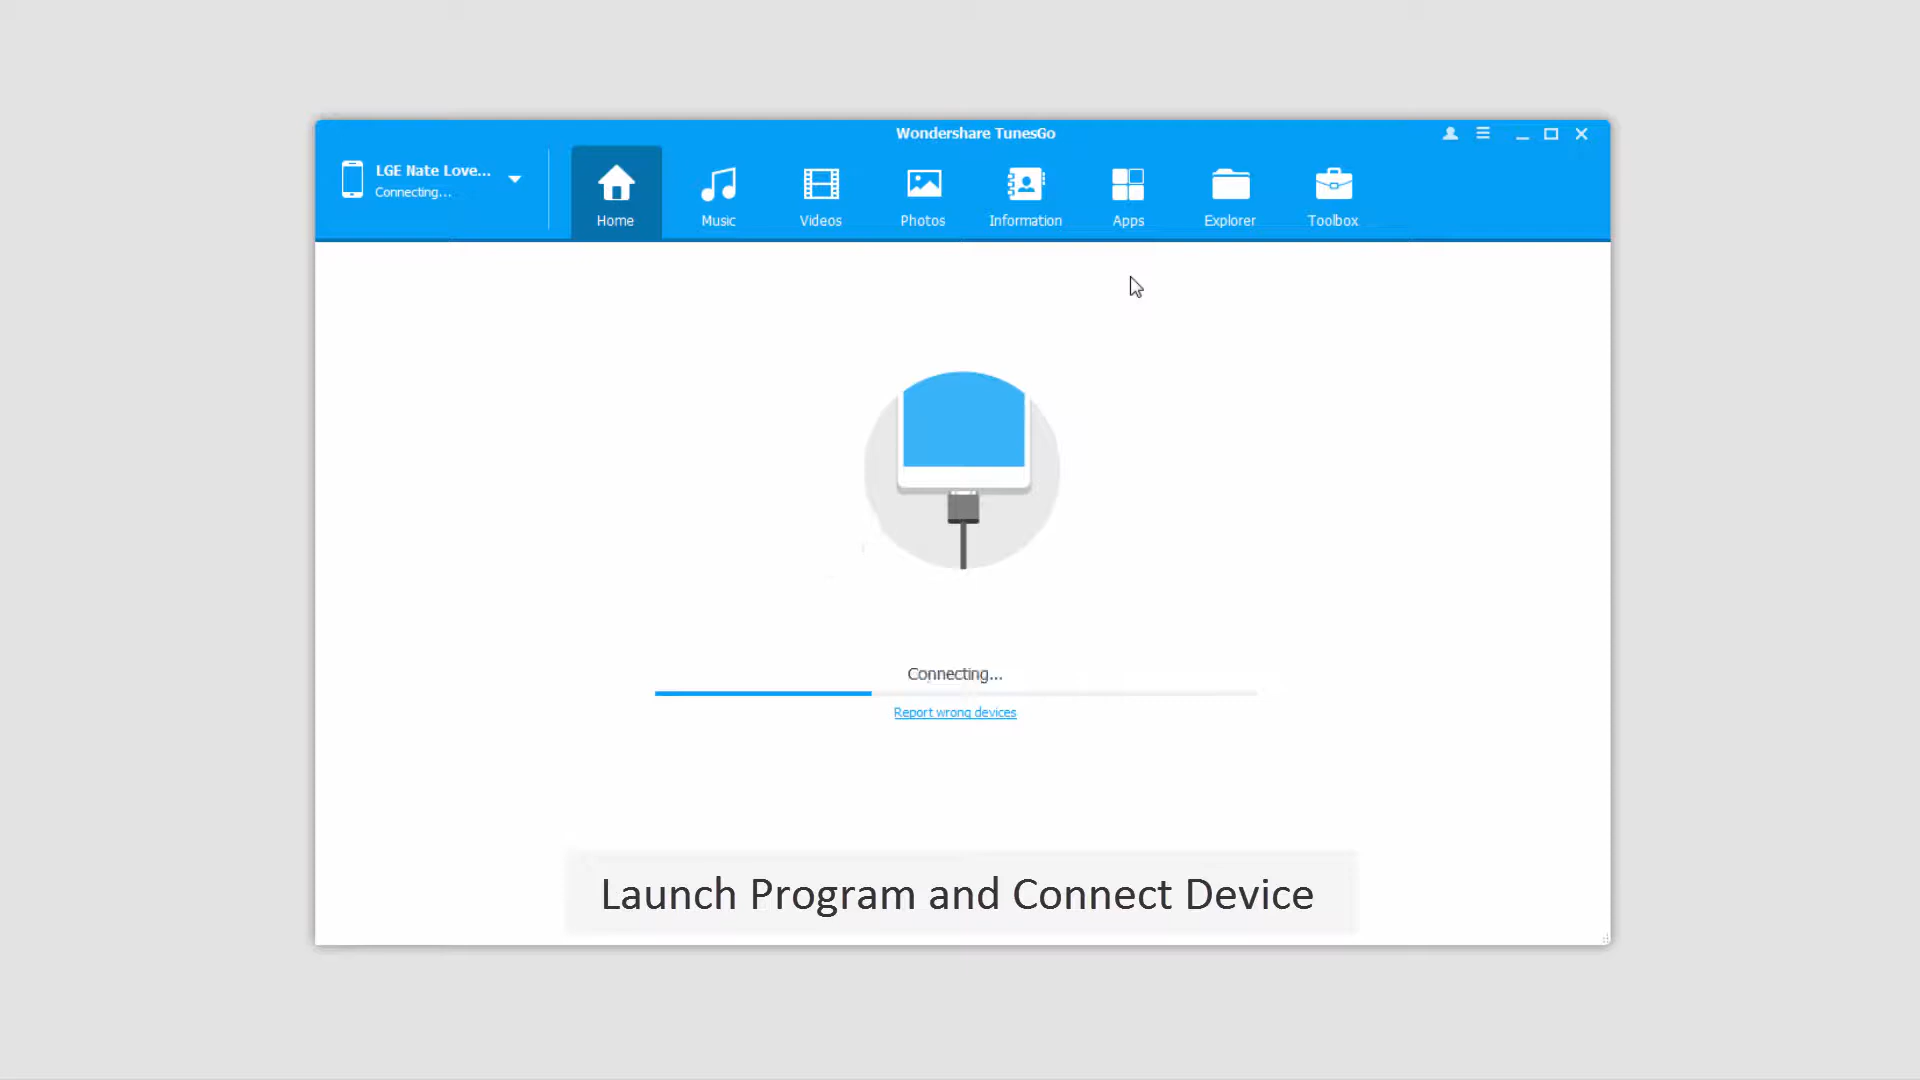 Wondershare TunesGo
LGE Nate Love...
Connecting...
Home
Music
Videos
Photos
Information
Apps
Explorer
Toolbox
Connecting...
Report wrong devices
Launch Program and Connect Device